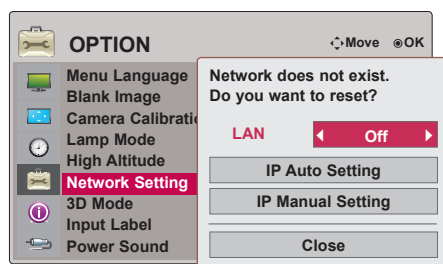 OPTION
Move OK
Menu Language
Blank Image
Camera Calibrati
Lamp Mode
High Altitude
Network Setting
3D Mode
Input Label
Power Sound
Network does not exist.
Do you want to reset?
LAN Off
IP Auto Setting
IP Manual Setting
Close